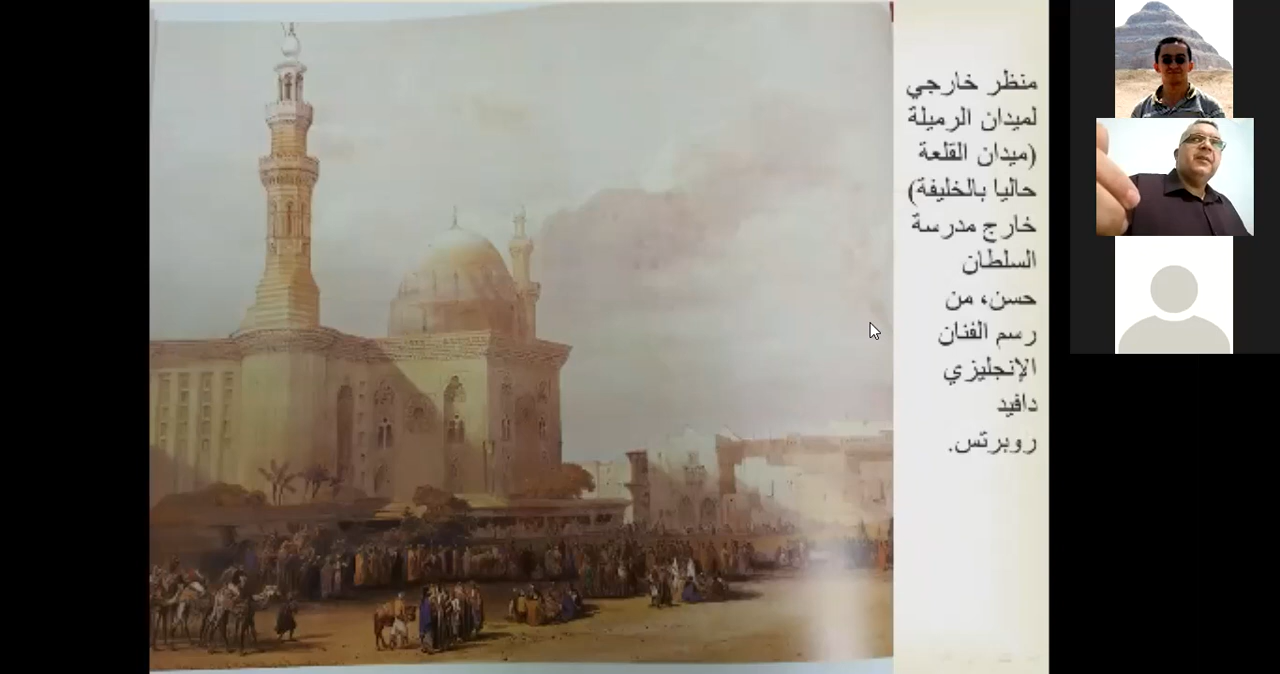 منظر خارجي
لميدان الرميلة
(ميدان القلعة
حاليا بالخليفة)
خارج مدرسة
السلطان
حسن، من
رسم الفنان
الإنجليزي
دافيد
روبرتس.